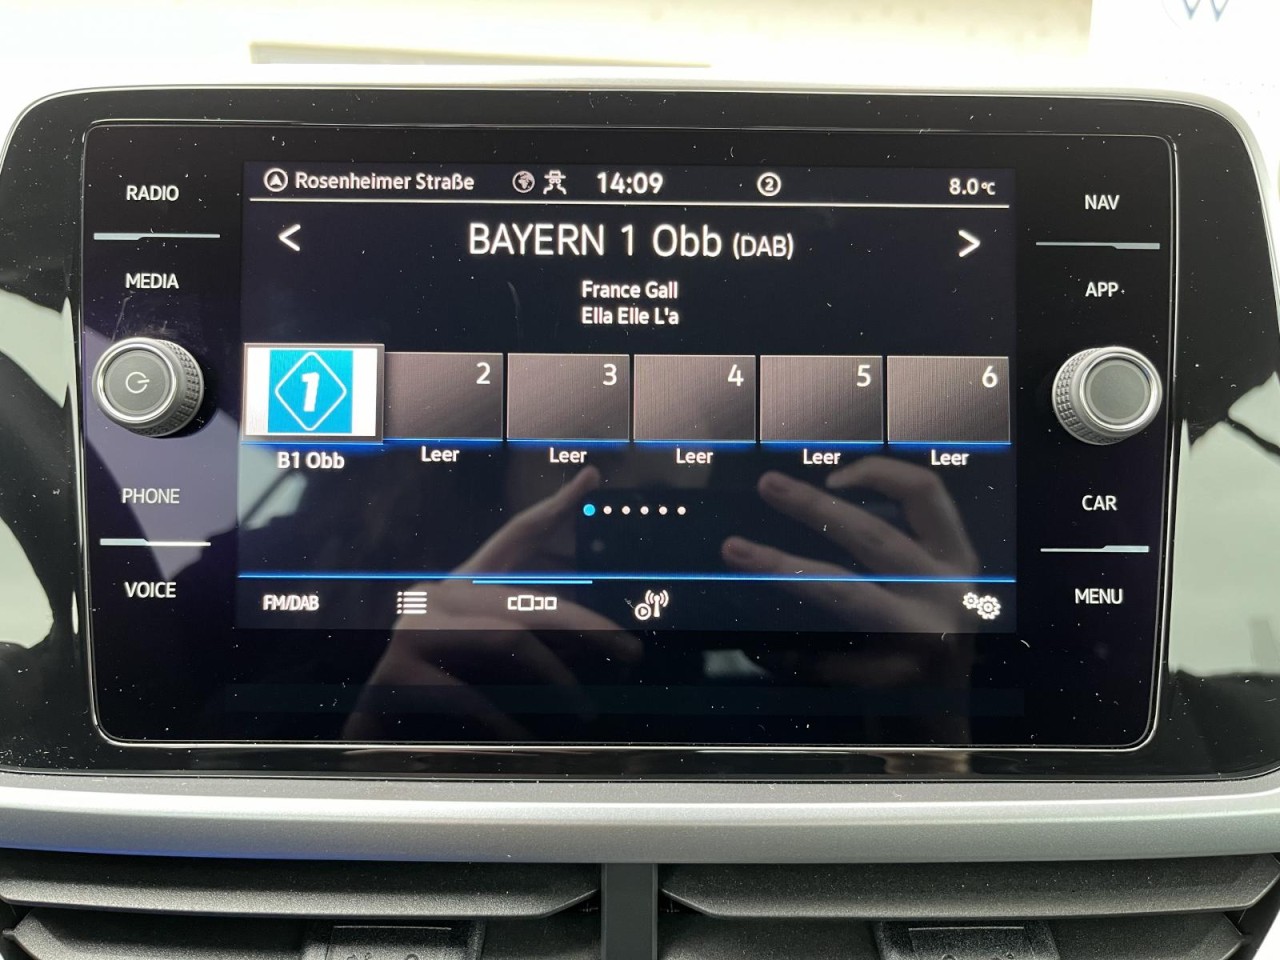 RADIO
MEDIA
PHONE
VOICE
Rosenheimer Straße 14:09 2 8.0°C
< BAYERN 1 Obb (DAB) >
France Gall
Ella Elle L'a
1 2 3 4 5 6
B1 Obb Leer Leer Leer Leer Leer
FM/DAB
NAV
APP
CAR
MENU